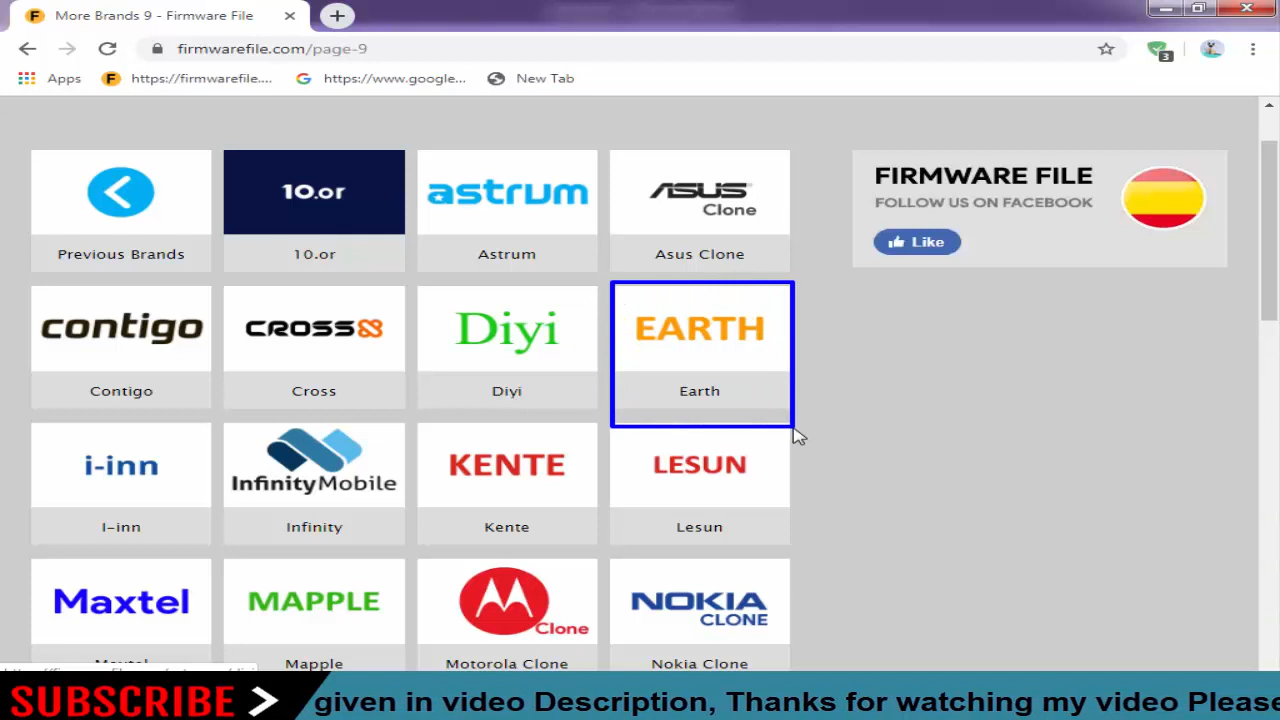 More Brands 9 - Firmware File
firmwarefile.com/page-9
3
Apps
https://firmwarefile....
https://www.google...
New Tab
10.or
astrum
ASUS
Clone
Previous Brands
10.or
Astrum
Asus Clone
FIRMWARE FILE
FOLLOW US ON FACEBOOK
Like
contigo
CROSS
Diyi
EARTH
Contigo
Cross
Diyi
Earth
i-inn
InfinityMobile
KENTE
LESUN
I-inn
Infinity
Kente
Lesun
Maxtel
MAPPLE
Clone
NOKIA
CLONE
Maxtel
Mapple
Motorola Clone
Nokia Clone
SUBSCRIBE
given in video Description, Thanks for watching my video Please